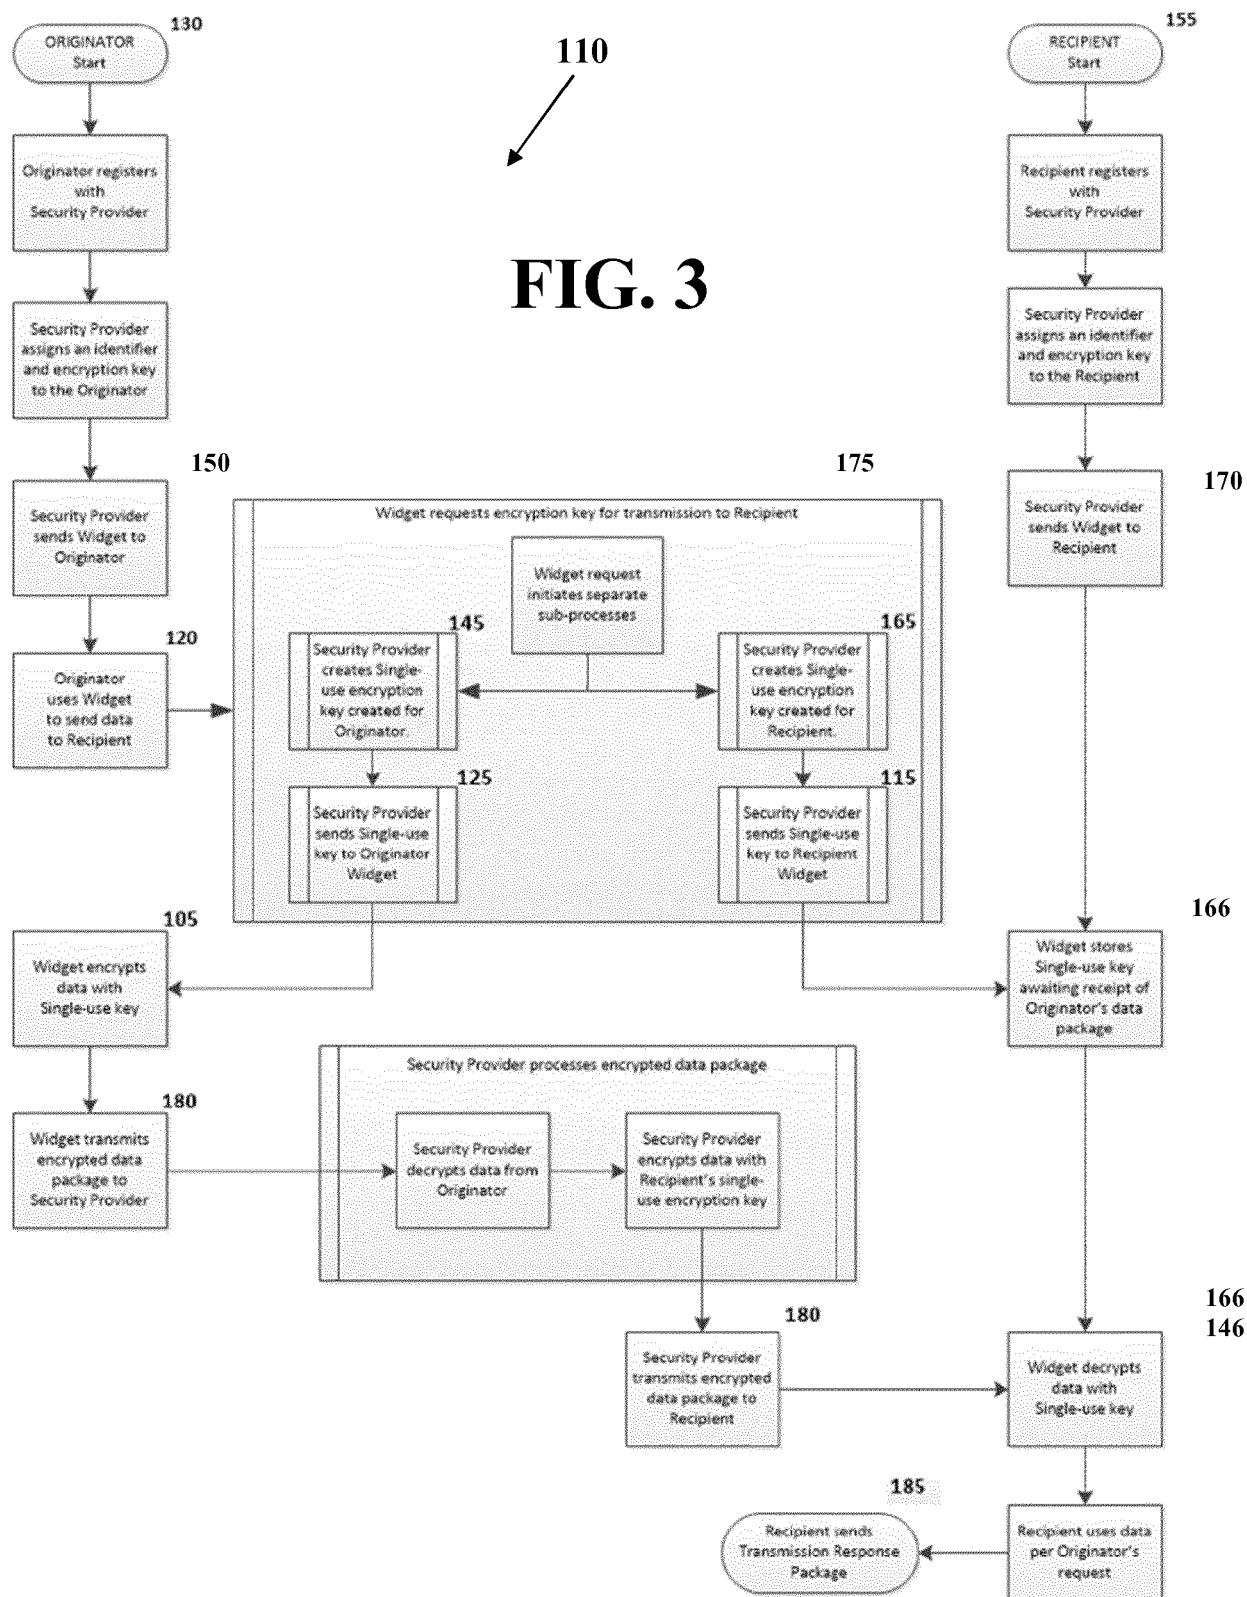 130
ORIGINATOR
Start
110
155
RECIPIENT
Start
Originator registers
with
Security Provider
Recipient registers
with
Security Provider
FIG. 3
Security Provider
assigns an identifier
and encryption key
to the Originator
Security Provider
assigns an identifier
and encryption key
to the Recipient
150
175
170
Security Provider
sends Widget to
Originator
Security Provider
sends Widget to
Recipient
Widget requests encryption key for transmission to Recipient
Widget request
initiates separate
sub-processes
120
Originator
uses Widget
to send data
to Recipient
145
Security Provider
creates Single-
use encryption
key created for
Originator.
165
Security Provider
creates Single-
use encryption
key created for
Recipient.
125
Security Provider
sends Single-use
key to Originator
Widget
115
Security Provider
sends Single-use
key to Recipient
Widget
105
Widget encrypts
data with
Single-use key
166
Widget stores
Single-use key
awaiting receipt of
Originator's data
package
Security Provider processes encrypted data package
180
Widget transmits
encrypted data
package to
Security Provider
Security Provider
decrypts data from
Originator
Security Provider
encrypts data with
Recipient's single-
use encryption key
180
Security Provider
transmits encrypted
data package to
Recipient
166
146
Widget decrypts
data with
Single-use key
185
Recipient sends
Transmission Response
Package
Recipient uses data
per Originator's
request